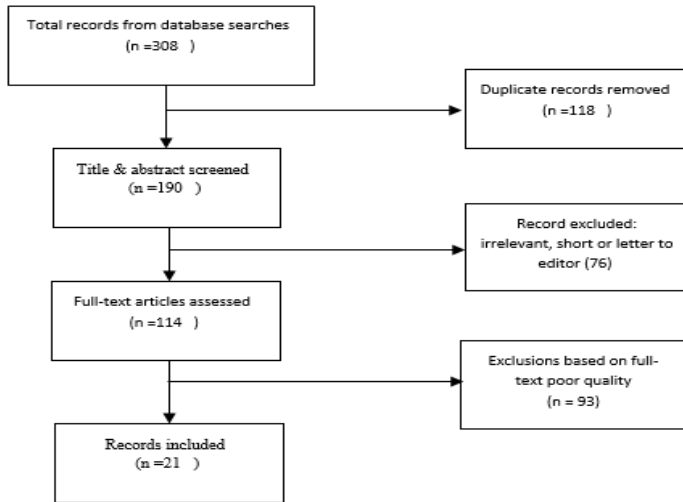 Total records from database searches
(n =308 )
Duplicate records removed
(n =118 )
Title & abstract screened
(n =190 )
Record excluded:
irrelevant, short or letter to
editor (76)
Full-text articles assessed
(n =114 )
Exclusions based on full-
text poor quality
(n = 93)
Records included
(n =21 )